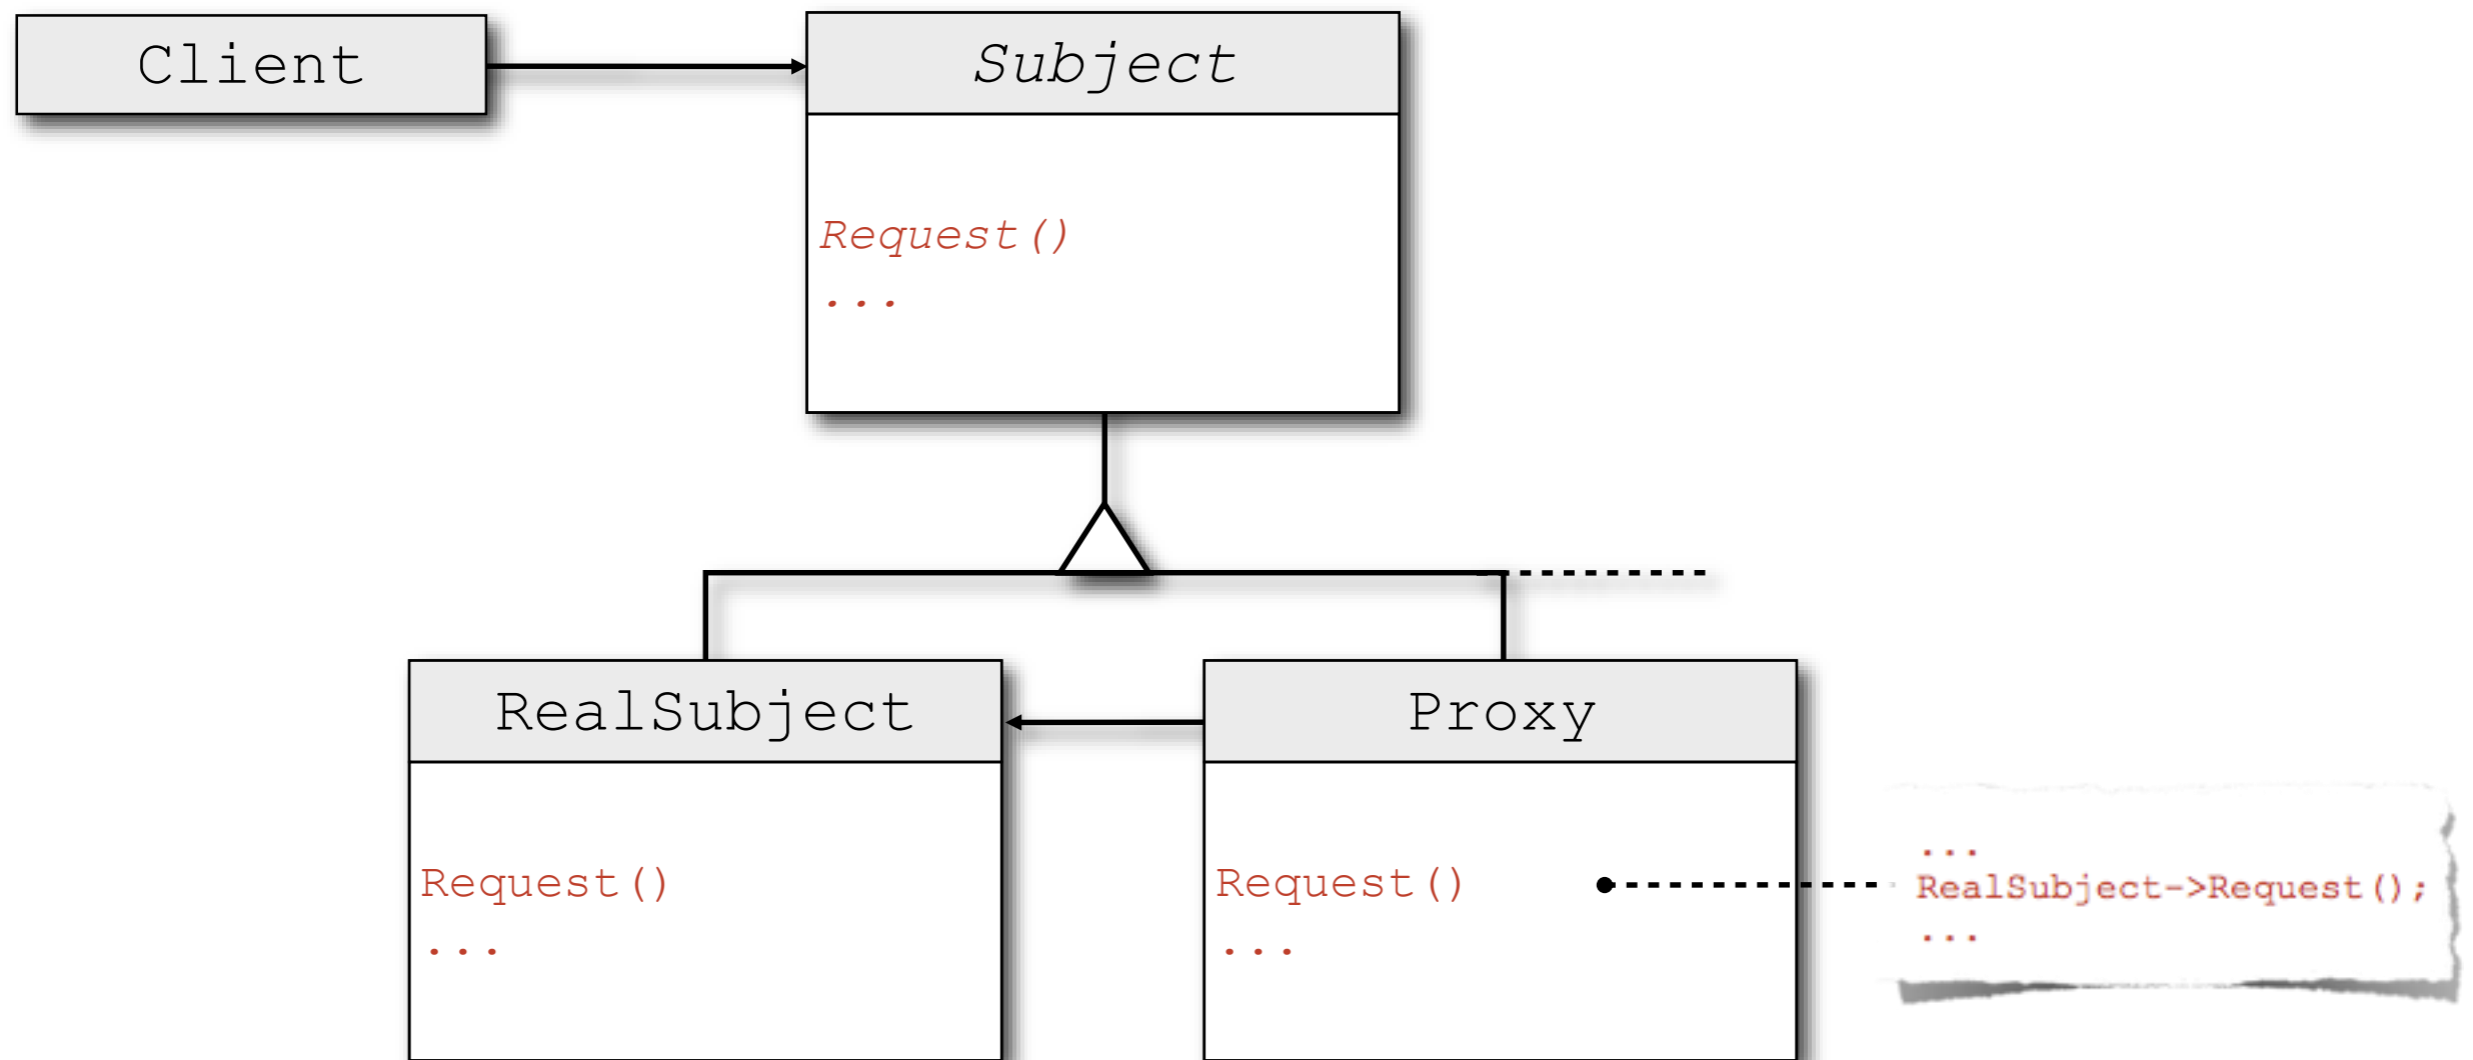 Client
Subject
Request()
...
RealSubject
Proxy
Request()
...
Request()
...
...
RealSubject->Request();
...